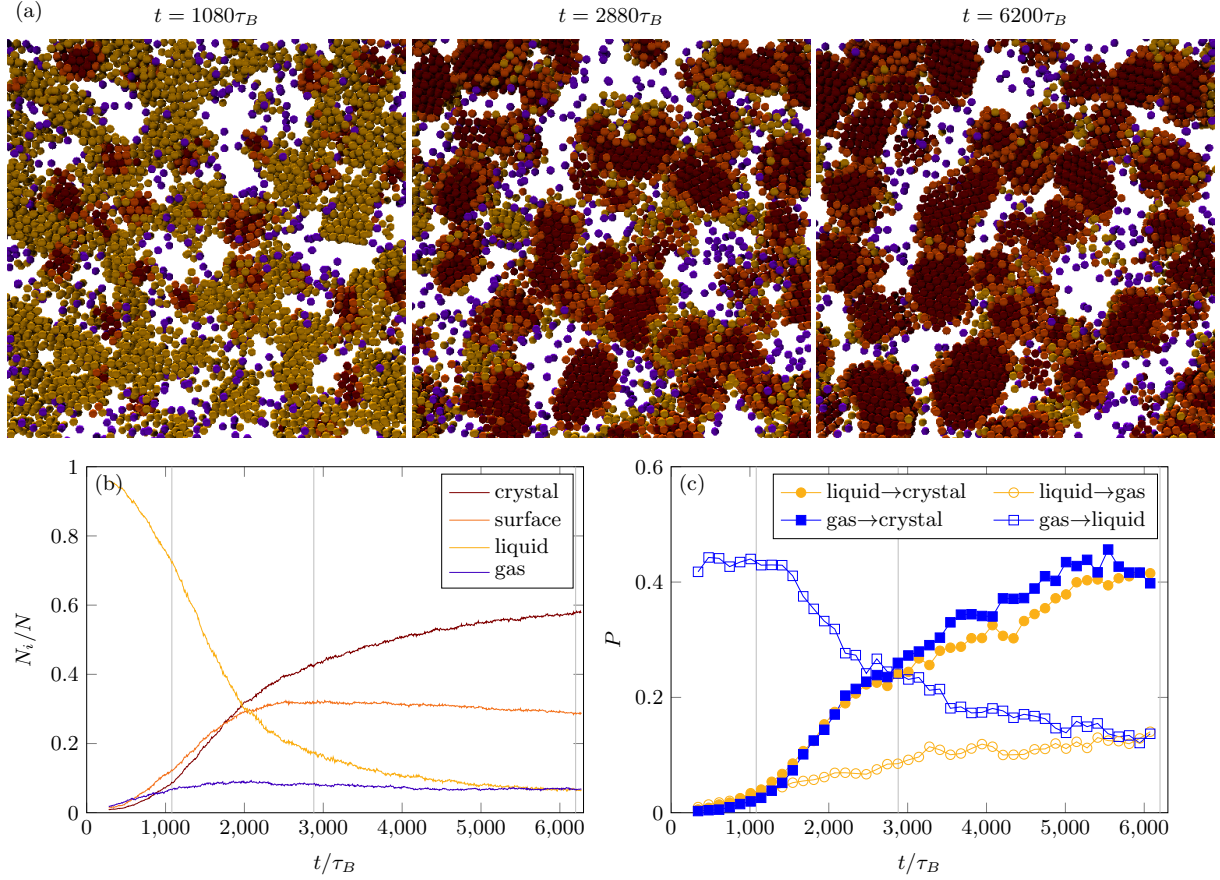 (a)
t = 1080τ_B
t = 2880τ_B
t = 6200τ_B
(b)
N_i/N
1
0.8
0.6
0.4
0.2
0
crystal
surface
liquid
gas
0 1,000 2,000 3,000 4,000 5,000 6,000
t/τ_B
(c)
P
0.6
0.4
0.2
0
liquid→crystal liquid→gas
gas→crystal gas→liquid
0 1,000 2,000 3,000 4,000 5,000 6,000
t/τ_B